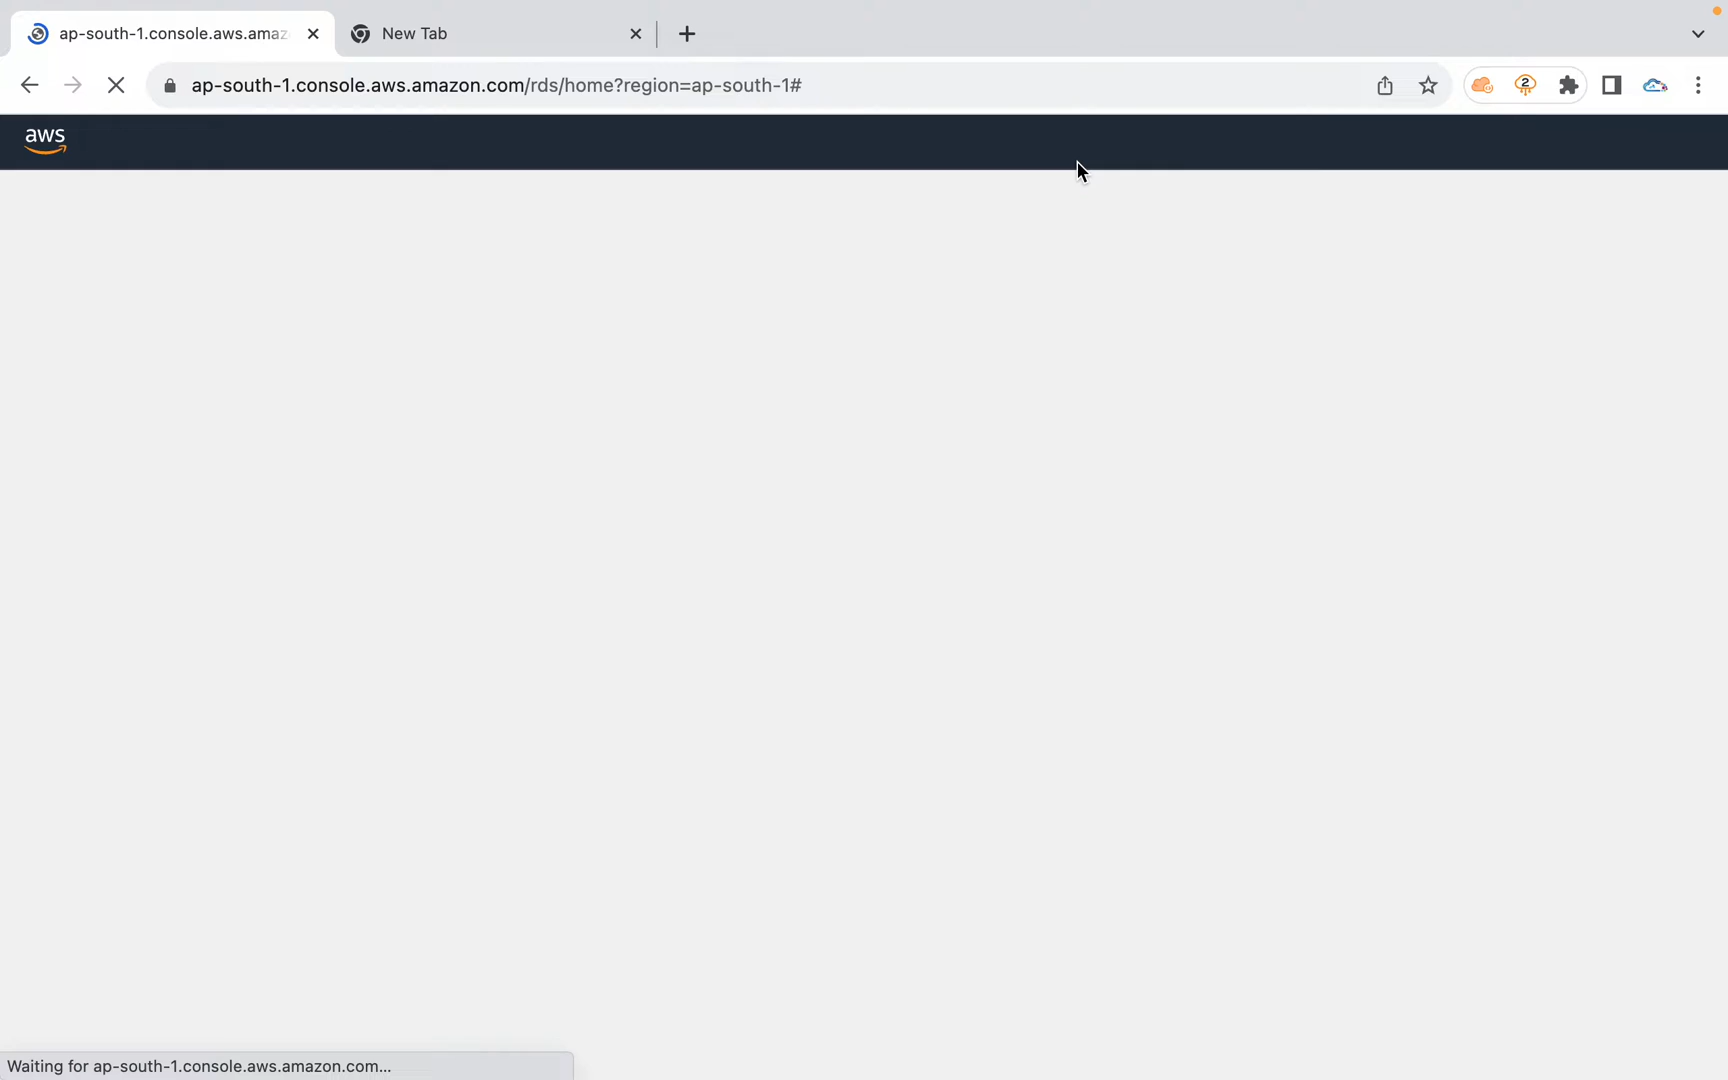 ap-south-1.console.aws.amaz
New Tab
ap-south-1.console.aws.amazon.com/rds/home?region=ap-south-1#
2
aws
Waiting for ap-south-1.console.aws.amazon.com...